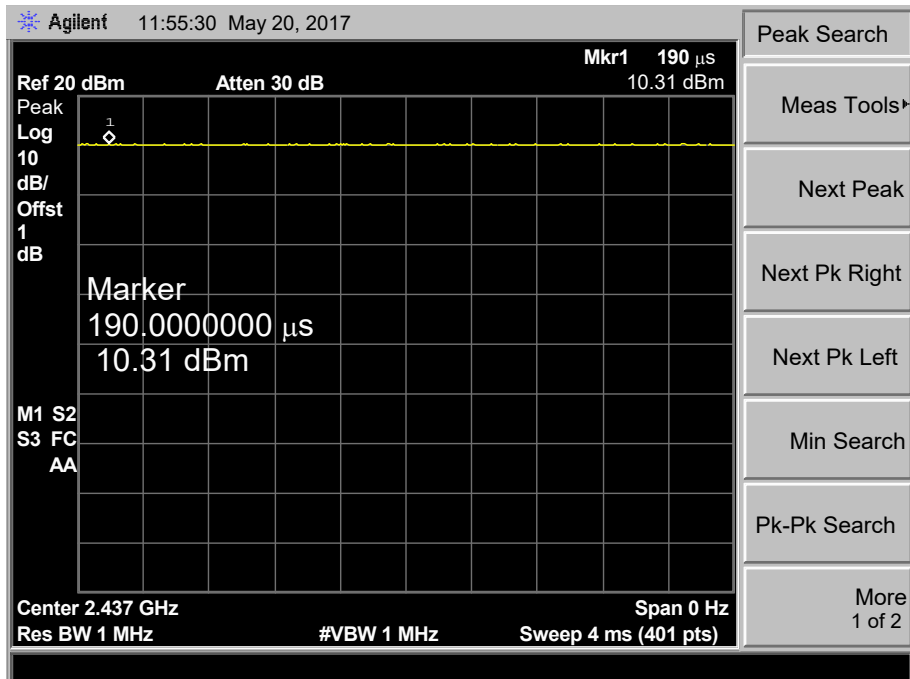 Agilent 11:55:30 May 20, 2017
Mkr1 190 μs
Ref 20 dBm Atten 30 dB 10.31 dBm
Peak
Log
10
dB/
Offst
1
dB
1
Marker
190.0000000 μs
10.31 dBm
M1 S2
S3 FC
AA
Center 2.437 GHz Span 0 Hz
Res BW 1 MHz #VBW 1 MHz Sweep 4 ms (401 pts)
Peak Search
Meas Tools
Next Peak
Next Pk Right
Next Pk Left
Min Search
Pk-Pk Search
More
1 of 2